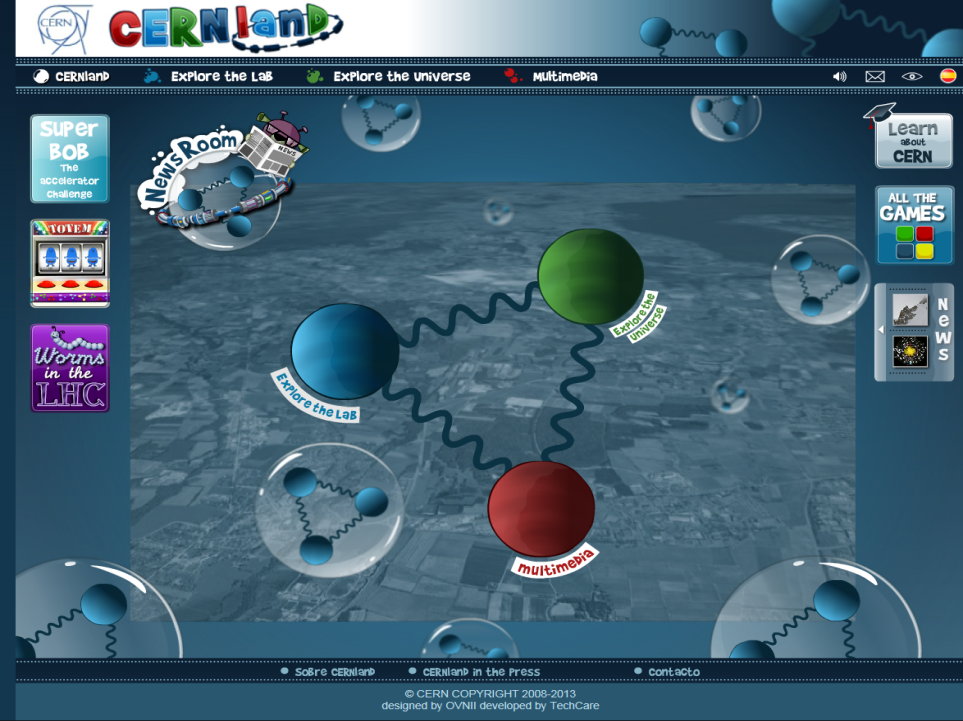 CERN
CERNland
CERNland
Explore the Lab
Explore the Universe
Multimedia
Super
BOB
The
accelerator
challenge
NewsRoom
NEWS
Learn
about
CERN
TOTEM
ALL THE
GAMES
Explore the
universe
News
Worms
in the
LHC
Explore the Lab
multimedia
Sobre CERNland
CERNland in the Press
Contacto
© CERN COPYRIGHT 2008-2013
designed by OVNII developed by TechCare